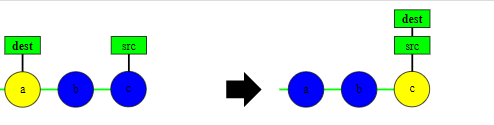 dest
dest src
src
a b c a b c